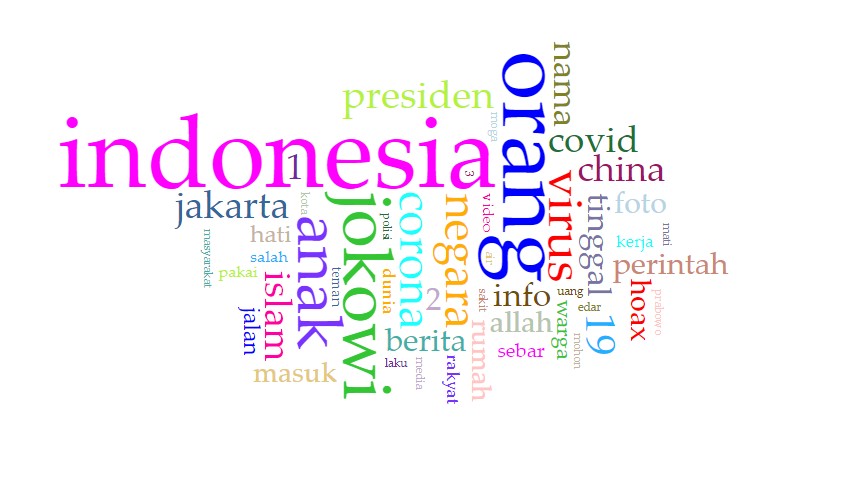 nama
presiden
orang
moga
indonesia
1
3
covid
china
virus
jakarta
kota
anak
jokowi
polisi
corona
negara
video
air
tinggal
foto
hati
masyarakat
salah
pakai
islam
teman
dunia
kerja
mati
perintah
2
sakit
info
uang
edar
hoax
prabowo
jalan
allah
warga
19
berita
rumah
sebar
mohon
masuk
laku
media
rakyat